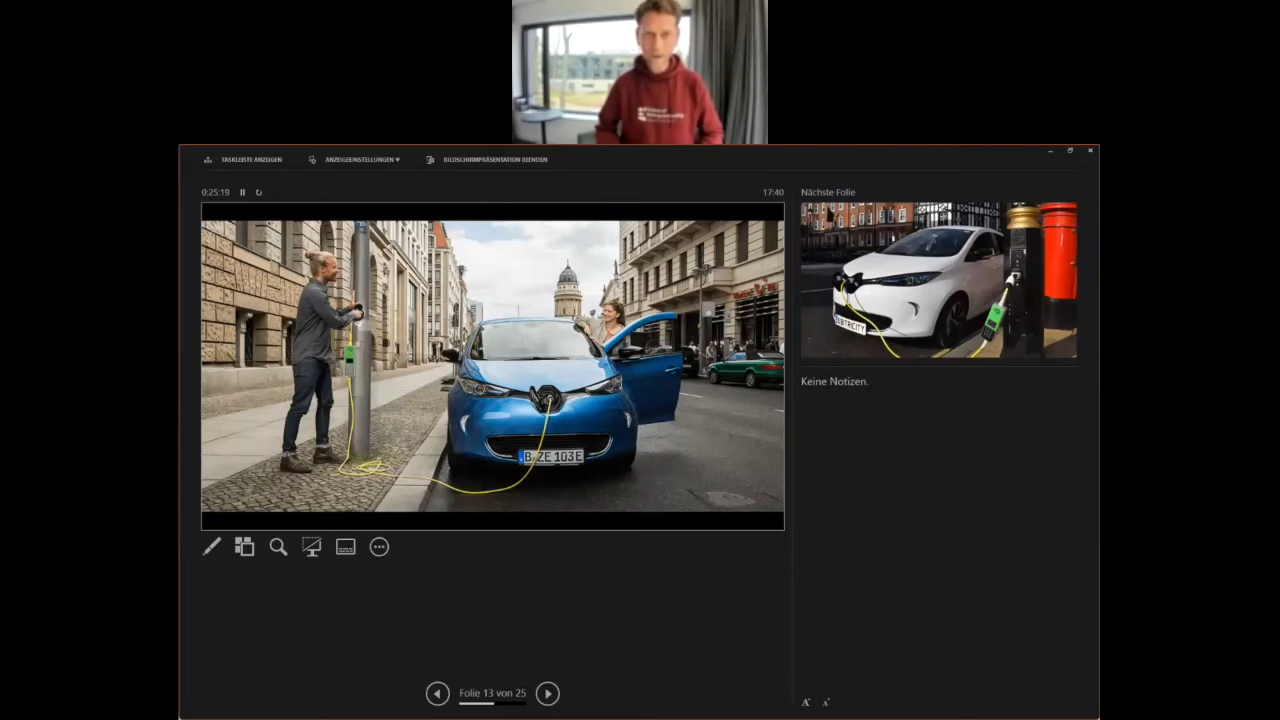 TASKLEISTE ANZEIGEN
ANZEIGEEINSTELLUNGEN
BILDSCHIRMPRÄSENTATION BEENDEN
0:25:19
17:40
Nächste Folie
B ZE 103E
BTRICITY
Keine Notizen.
Folie 13 von 25
A A